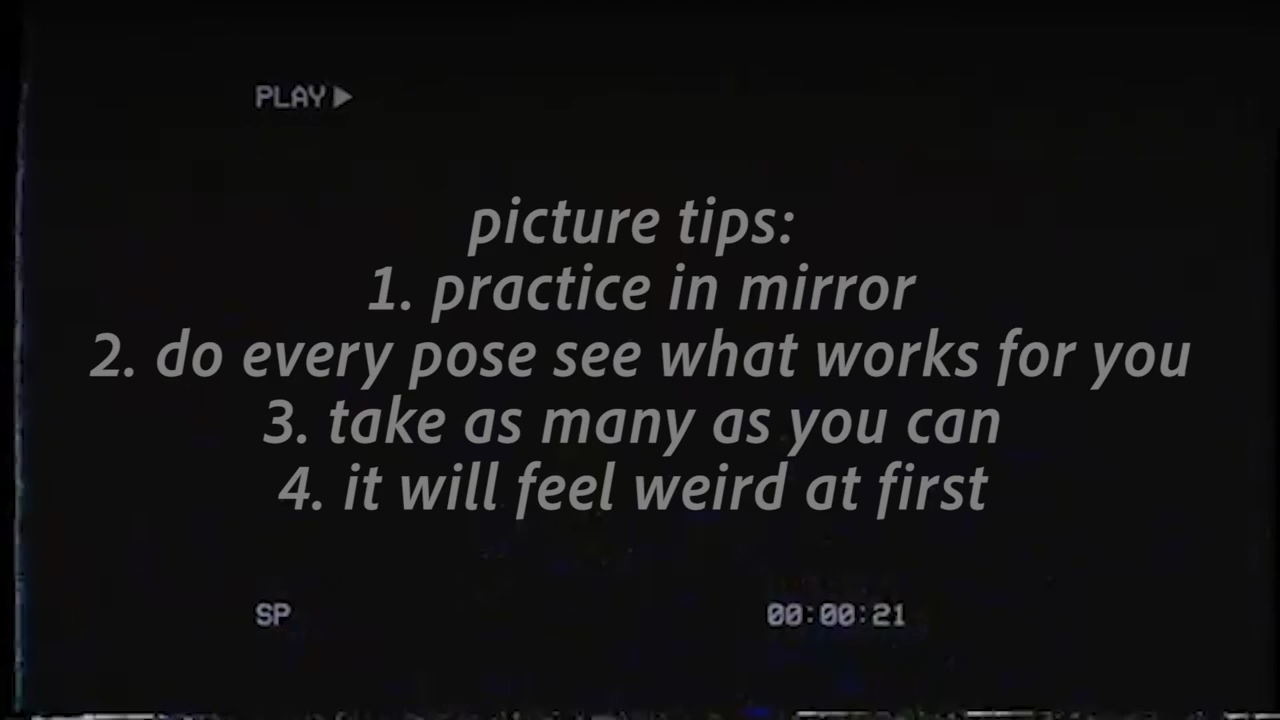 PLAY ▶
picture tips:
1. practice in mirror
2. do every pose see what works for you
3. take as many as you can
4. it will feel weird at first
SP 00:00:21